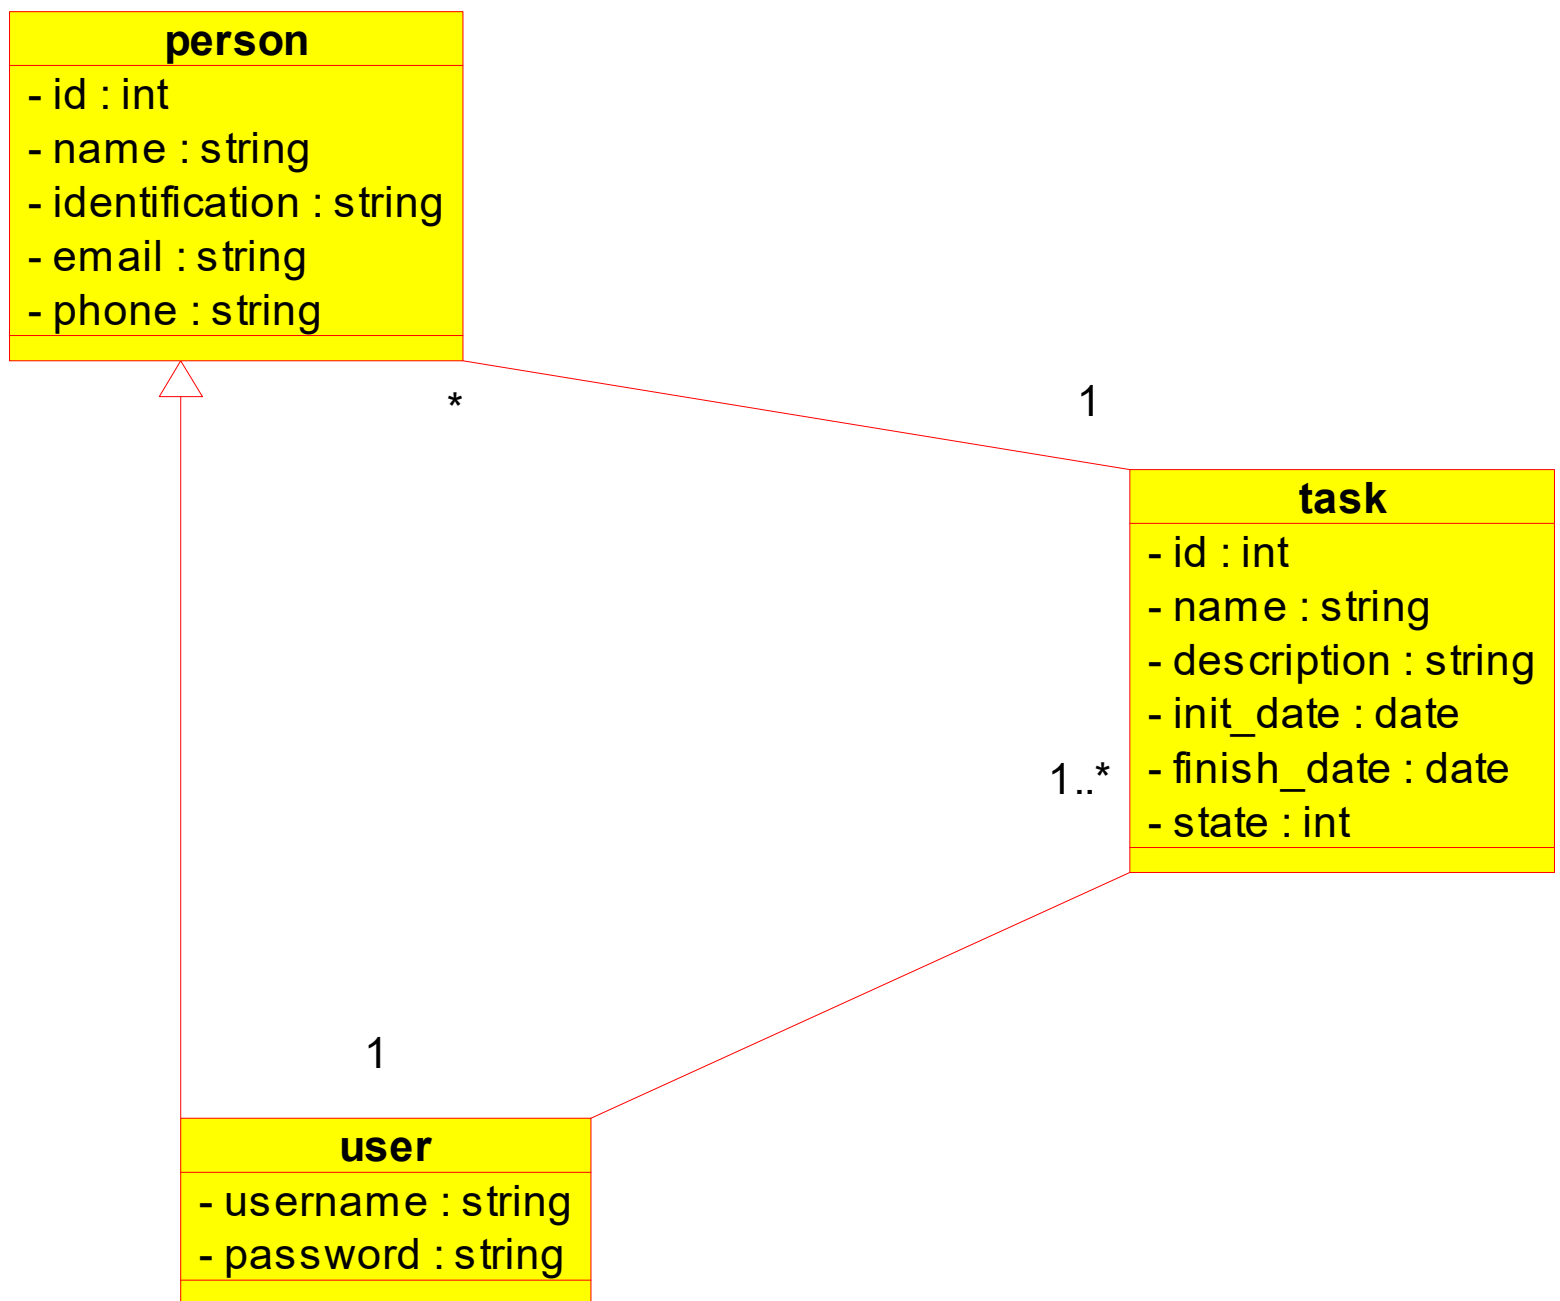 person
- id : int
- name : string
- identification : string
- email : string
- phone : string
*
1
task
- id : int
- name : string
- description : string
- init_date : date
- finish_date : date
- state : int
1..*
1
user
- username : string
- password : string